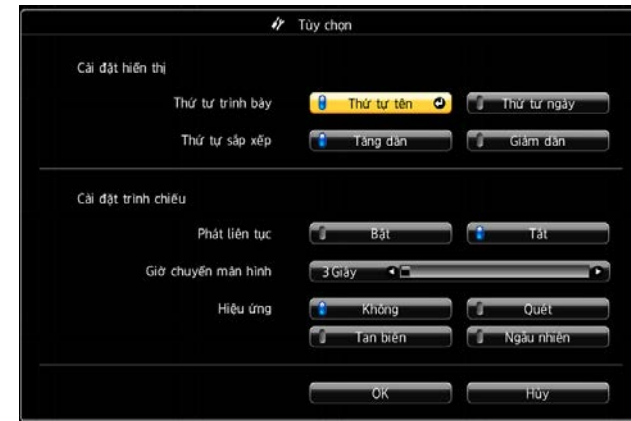 Tùy chọn
Cài đặt hiển thị
Thứ tự trình bày Thứ tự tên Thứ tự ngày
Thứ tự sắp xếp Tăng dần Giảm dần
Cài đặt trình chiếu
Phát liên tục Bật Tắt
Giờ chuyển màn hình 3 Giây
Hiệu ứng Không Quét
Tan biến Ngẫu nhiên
OK Hủy